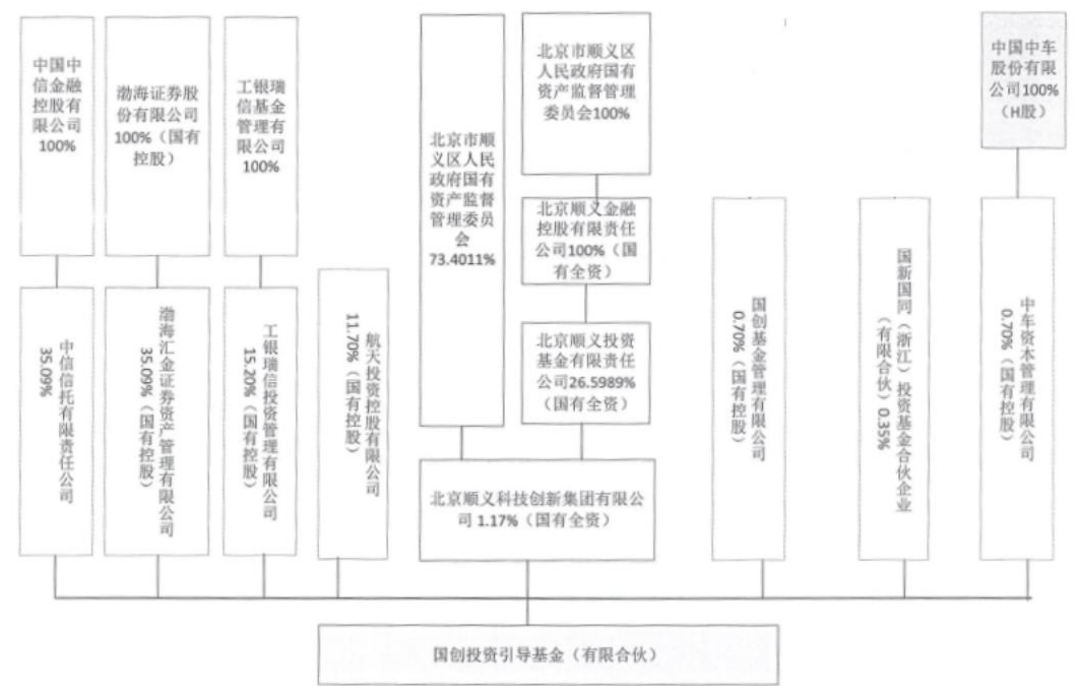 中国中
信金融
控股有
限公司
100%
渤海证券股
份有限公司
100%（国有
控股）
工银瑞
信基金
管理有
限公司
100%
北京市顺
义区人民
政府国有
资产监督
管理委员
会
73.4011%
北京市顺义区
人民政府国有
资产监督管理
委员会100%
中国中车
股份有限
公司100%
（H股）
北京顺义金融
控股有限责任
公司100%（国
有全资）
北京顺义投资
基金有限责任
公司26.5989%
（国有全资）
中信信托有限责任公司
35.09%
渤海汇金证券资产管理有限公司
35.09%（国有控股）
工银瑞信投资管理有限公司
15.20%（国有控股）
航天投资控股有限公司
11.70%（国有控股）
北京顺义科技创新集团有限公
司 1.17%（国有全资）
国创基金管理有限公司
0.70%（国有控股）
国新国同（浙江）投资基金合伙企业
（有限合伙）0.35%
中车资本管理有限公司
0.70%（国有控股）
国创投资引导基金（有限合伙）